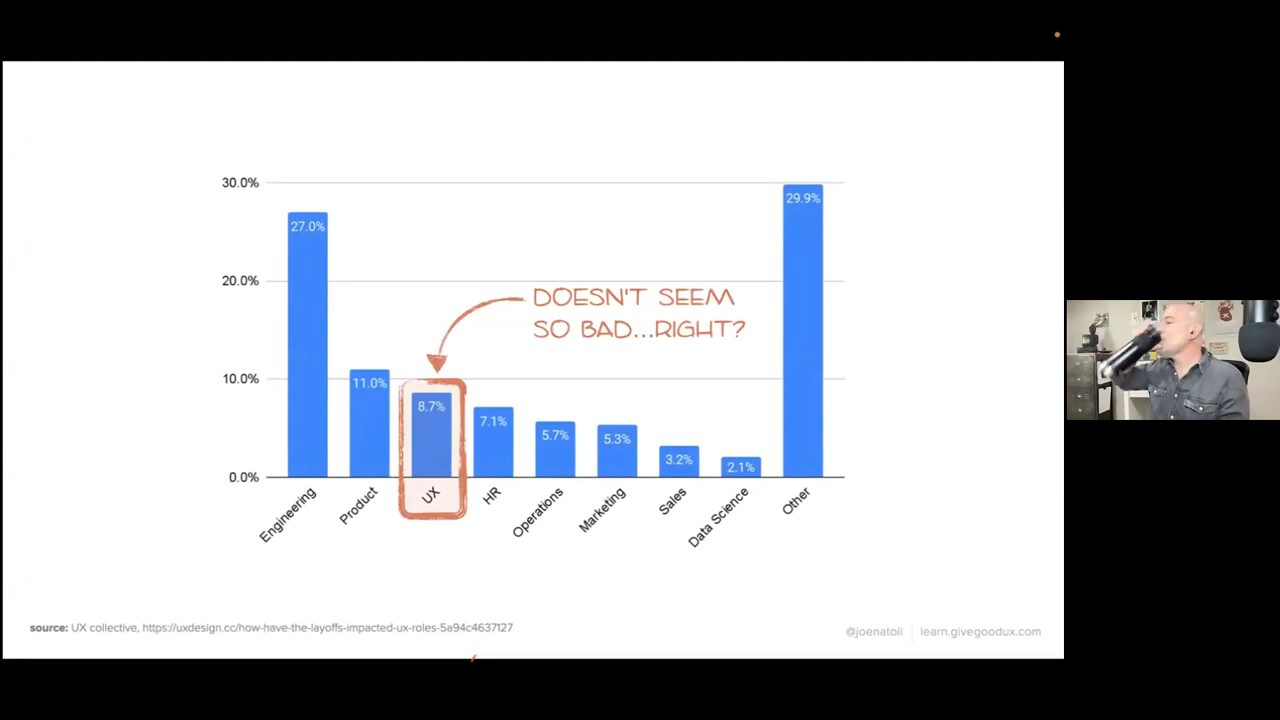 30.0%
20.0%
10.0%
0.0%
27.0%
11.0%
8.7%
7.1%
5.7%
5.3%
3.2%
2.1%
29.9%
DOESN'T SEEM
SO BAD...RIGHT?
Engineering
Product
UX
HR
Operations
Marketing
Sales
Data Science
Other
source: UX collective, https://uxdesign.cc/how-have-the-layoffs-impacted-ux-roles-5a94c4637127
@joenatoli
learn.givegoodux.com